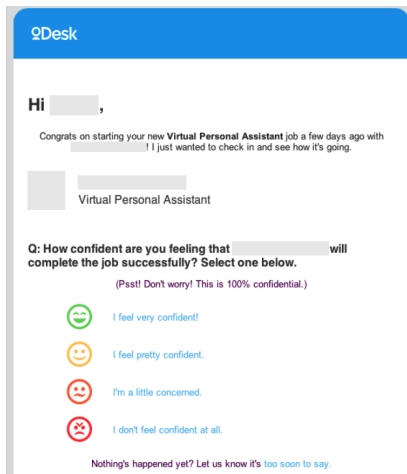 oDesk
Hi ,
Congrats on starting your new Virtual Personal Assistant job a few days ago with
! I just wanted to check in and see how it's going.
Virtual Personal Assistant
Q: How confident are you feeling that will
complete the job successfully? Select one below.
(Psst! Don't worry! This is 100% confidential.)
I feel very confident!
I feel pretty confident.
I'm a little concerned.
I don't feel confident at all.
Nothing's happened yet? Let us know it's too soon to say.